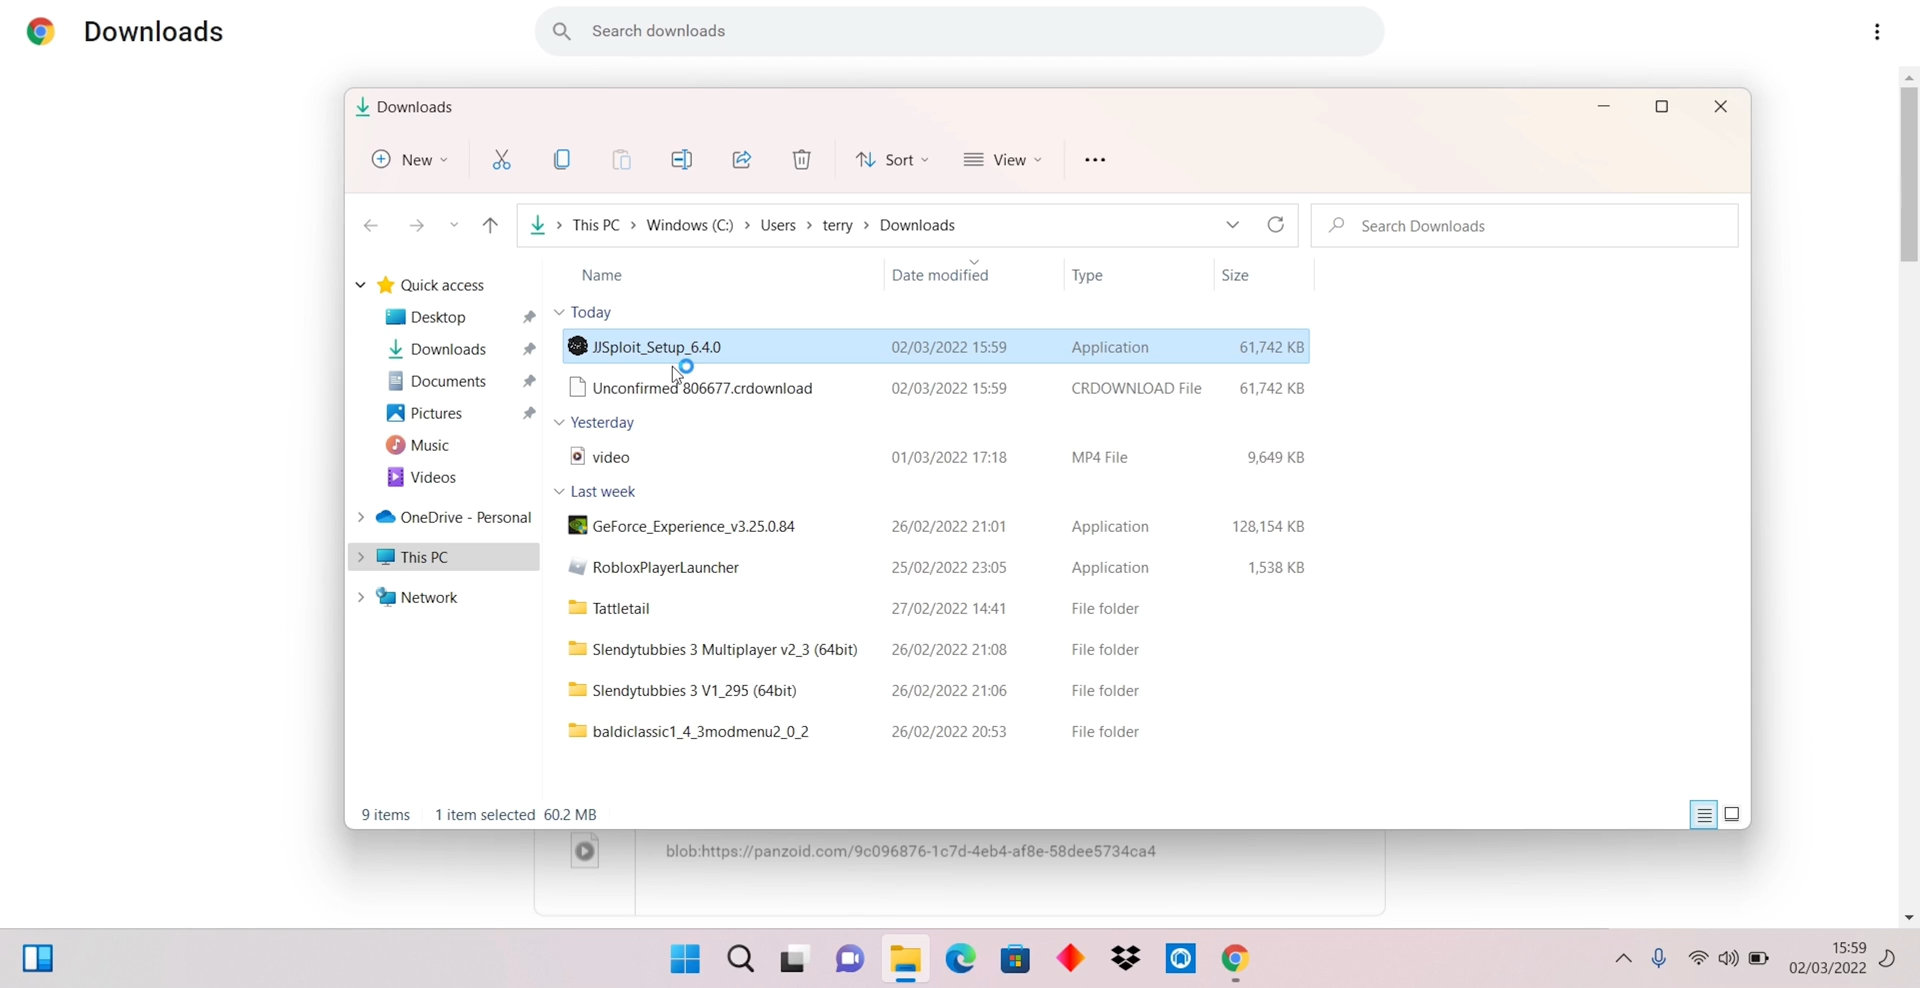 Downloads
Search downloads
Downloads
New
Sort
View
This PC > Windows (C:) > Users > terry > Downloads
Search Downloads
Name Date modified Type Size
Quick access
Desktop
Downloads
Documents
Pictures
Music
Videos
OneDrive - Personal
This PC
Network
Today
JJSploit_Setup_6.4.0 02/03/2022 15:59 Application 61,742 KB
Unconfirmed 806677.crdownload 02/03/2022 15:59 CRDOWNLOAD File 61,742 KB
Yesterday
video 01/03/2022 17:18 MP4 File 9,649 KB
Last week
GeForce_Experience_v3.25.0.84 26/02/2022 21:01 Application 128,154 KB
RobloxPlayerLauncher 25/02/2022 23:05 Application 1,538 KB
Tattletail 27/02/2022 14:41 File folder
Slendytubbies 3 Multiplayer v2_3 (64bit) 26/02/2022 21:08 File folder
Slendytubbies 3 V1_295 (64bit) 26/02/2022 21:06 File folder
baldiclassic1_4_3modmenu2_0_2 26/02/2022 20:53 File folder
9 items 1 item selected 60.2 MB
blob:https://panzoid.com/9c096876-1c7d-4eb4-af8e-58dee5734ca4
15:59
02/03/2022